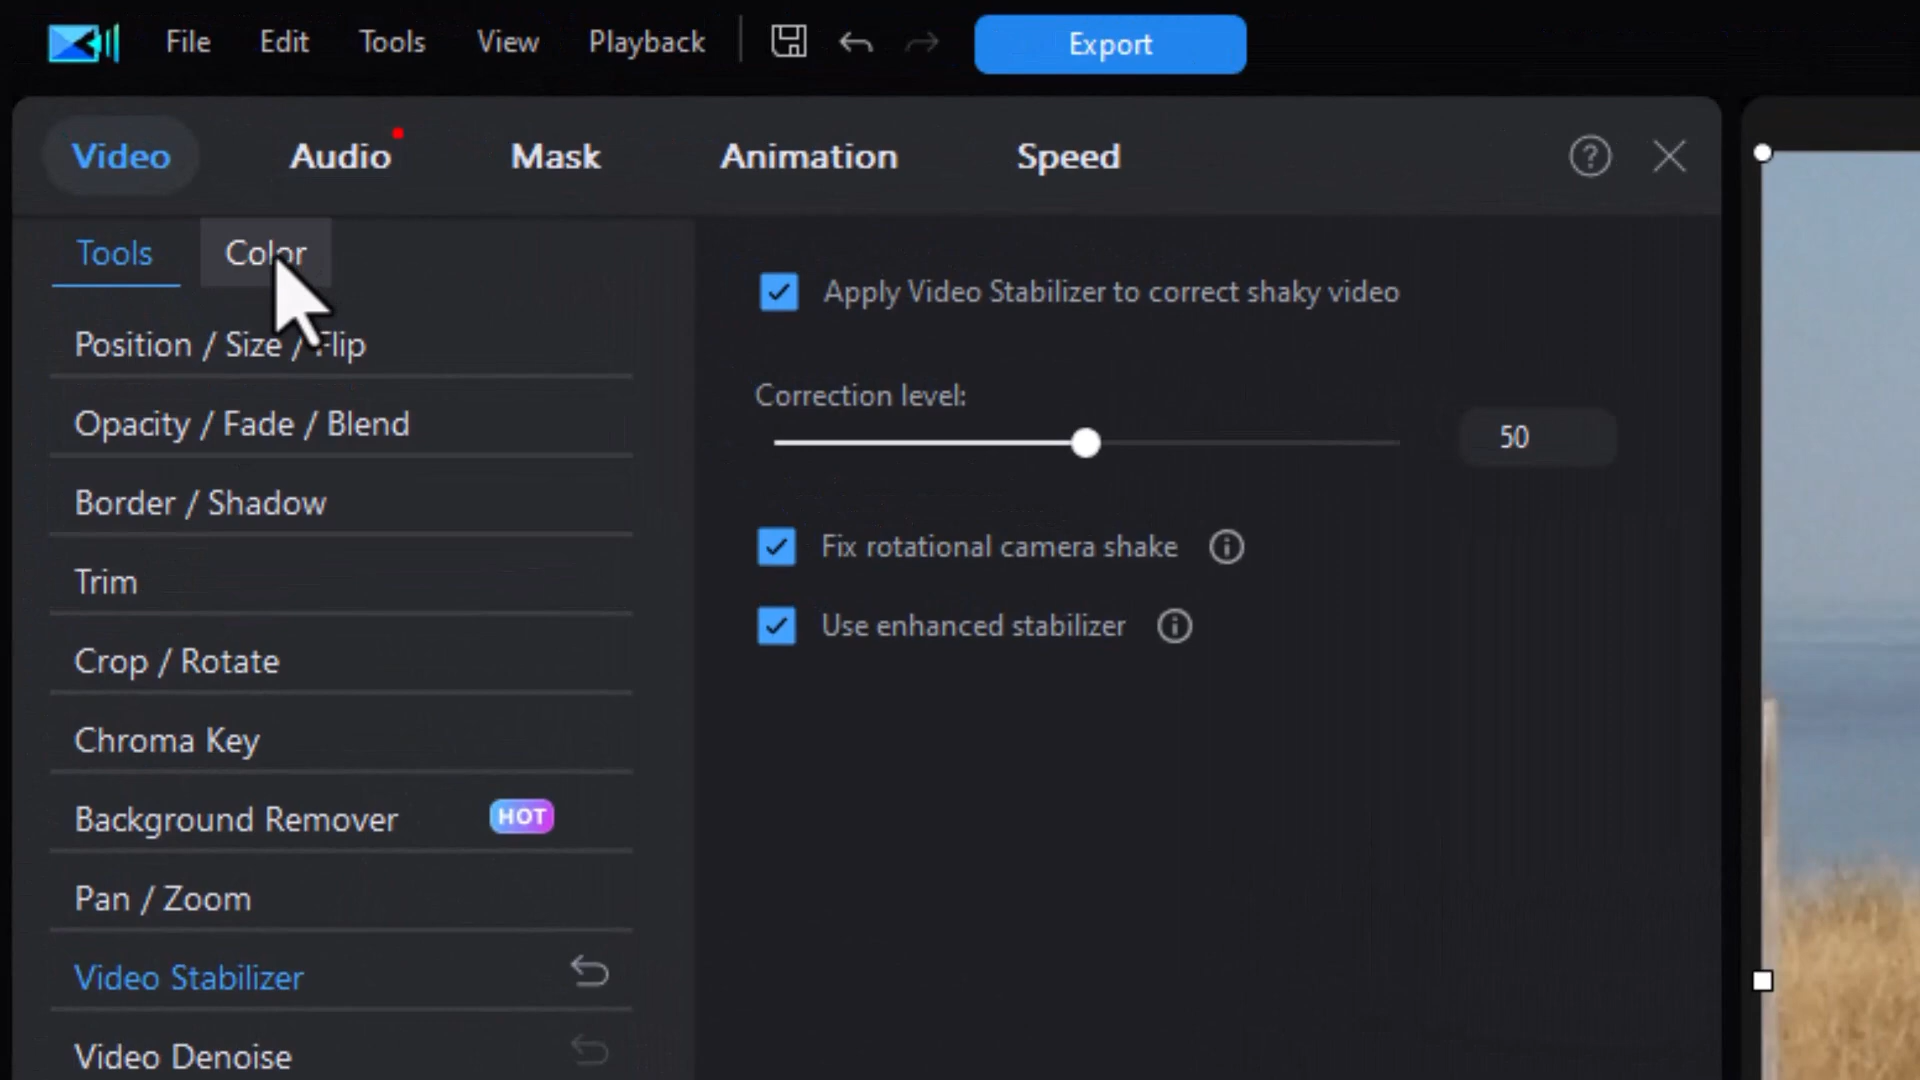 File Edit Tools View Playback Export
Video Audio Mask Animation Speed
Tools Color
Position / Size / Flip
Opacity / Fade / Blend
Border / Shadow
Trim
Crop / Rotate
Chroma Key
Background Remover HOT
Pan / Zoom
Video Stabilizer
Video Denoise
Apply Video Stabilizer to correct shaky video
Correction level:
50
Fix rotational camera shake
Use enhanced stabilizer